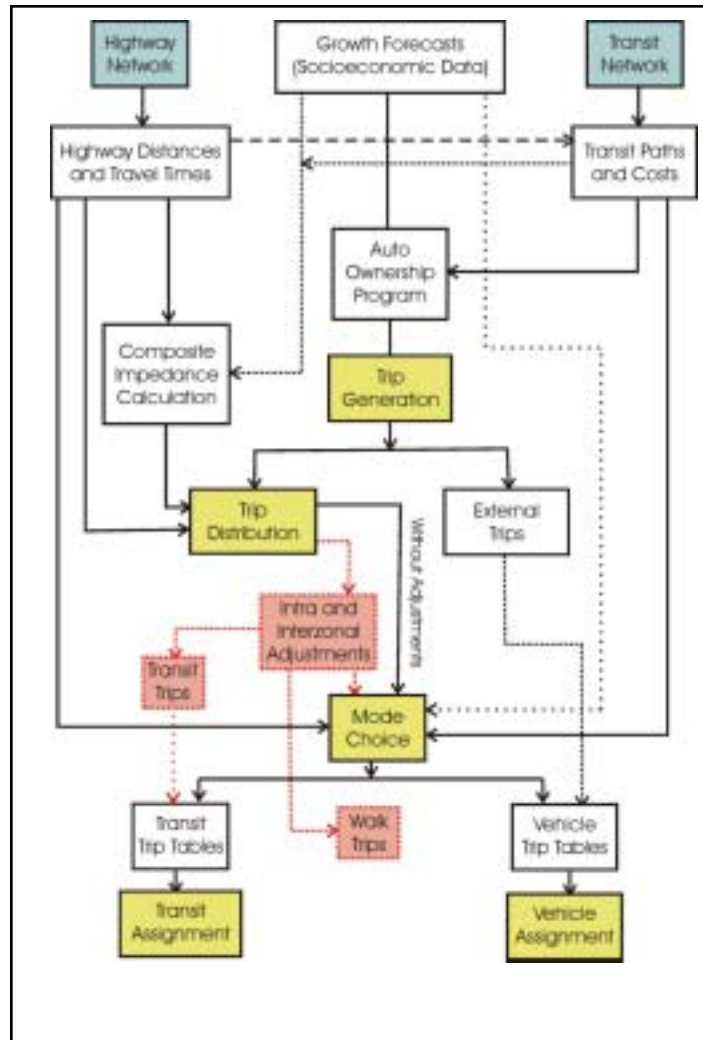 Highway
Network
Growth Forecasts
(Socioeconomic Data)
Transit
Network
Highway Distances
and Travel Times
Transit Paths
and Costs
Auto
Ownership
Program
Composite
Impedance
Calculation
Trip
Generation
Trip
Distribution
External
Trips
Without Adjustments
Intra and
Interzonal
Adjustments
Transit
Trips
Mode
Choice
Transit
Trip Tables
Walk
Trips
Vehicle
Trip Tables
Transit
Assignment
Vehicle
Assignment